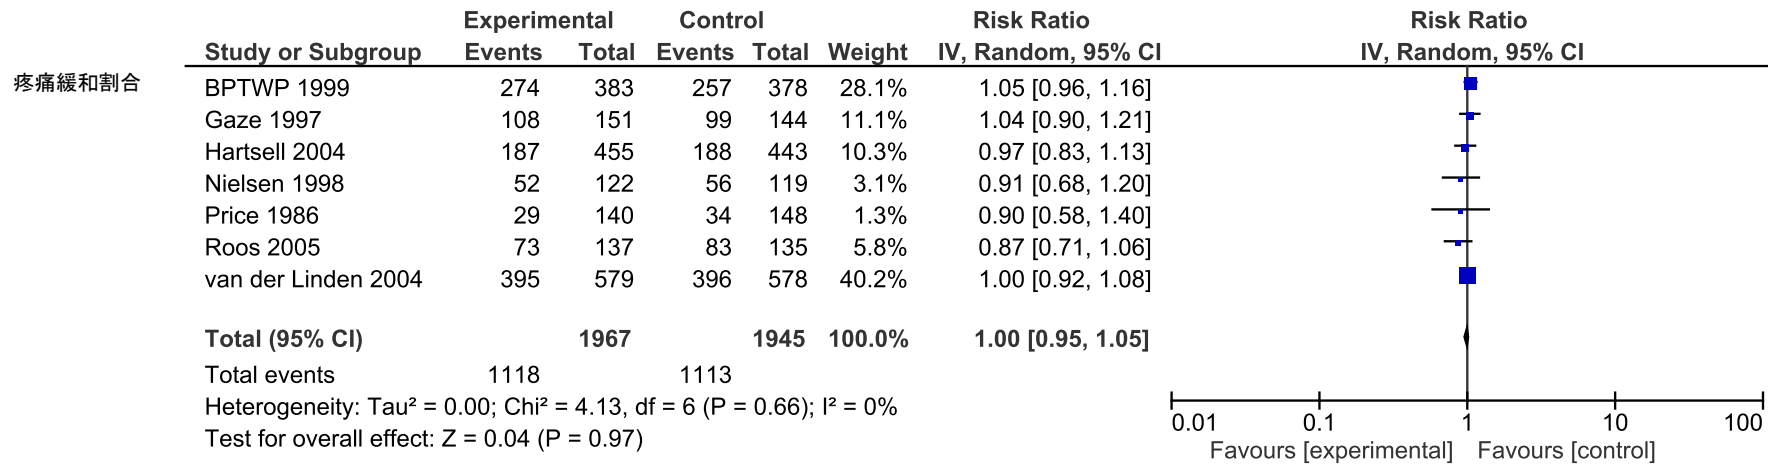 Experimental Control Risk Ratio Risk Ratio
Study or Subgroup Events Total Events Total Weight IV, Random, 95% CI IV, Random, 95% CI
疼痛緩和割合
BPTWP 1999 274 383 257 378 28.1% 1.05 [0.96, 1.16]
Gaze 1997 108 151 99 144 11.1% 1.04 [0.90, 1.21]
Hartsell 2004 187 455 188 443 10.3% 0.97 [0.83, 1.13]
Nielsen 1998 52 122 56 119 3.1% 0.91 [0.68, 1.20]
Price 1986 29 140 34 148 1.3% 0.90 [0.58, 1.40]
Roos 2005 73 137 83 135 5.8% 0.87 [0.71, 1.06]
van der Linden 2004 395 579 396 578 40.2% 1.00 [0.92, 1.08]
Total (95% CI) 1967 1945 100.0% 1.00 [0.95, 1.05]
Total events 1118 1113
Heterogeneity: Tau² = 0.00; Chi² = 4.13, df = 6 (P = 0.66); I² = 0%
Test for overall effect: Z = 0.04 (P = 0.97)
0.01 0.1 1 10 100
Favours [experimental] Favours [control]